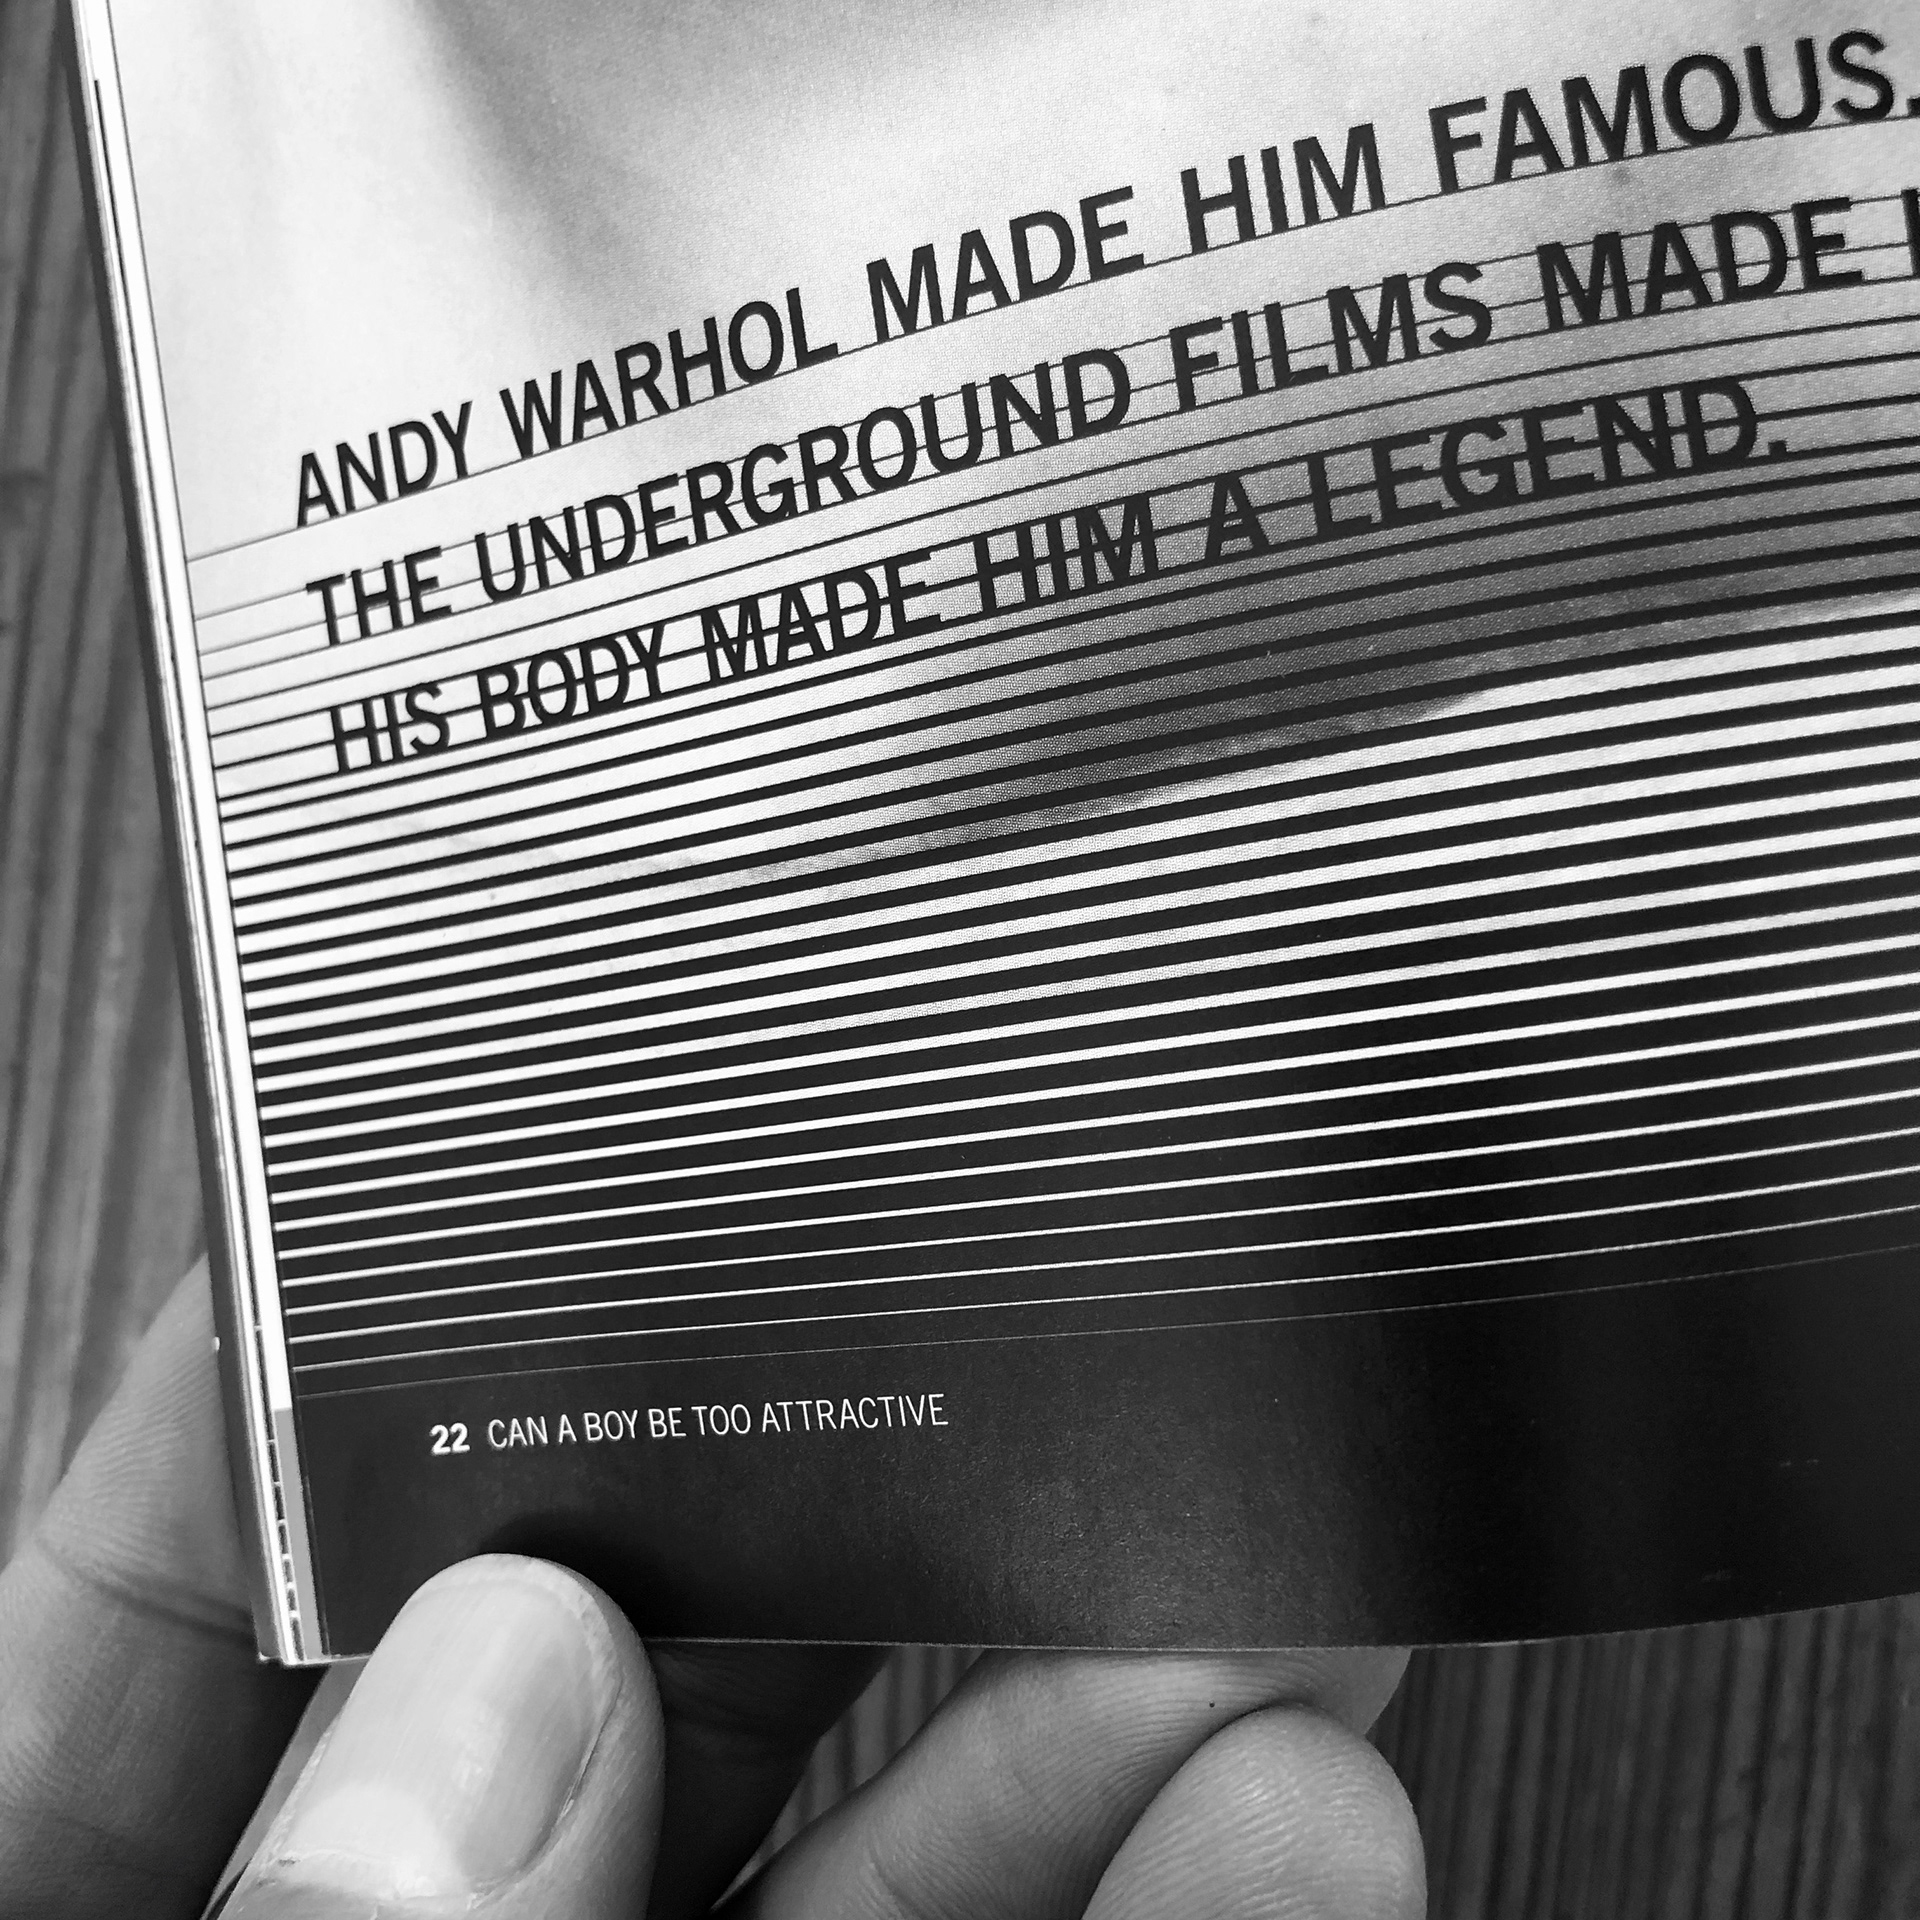 ANDY WARHOL MADE HIM FAMOUS.
THE UNDERGROUND FILMS MADE
HIS BODY MADE HIM A LEGEND.
22 CAN A BOY BE TOO ATTRACTIVE